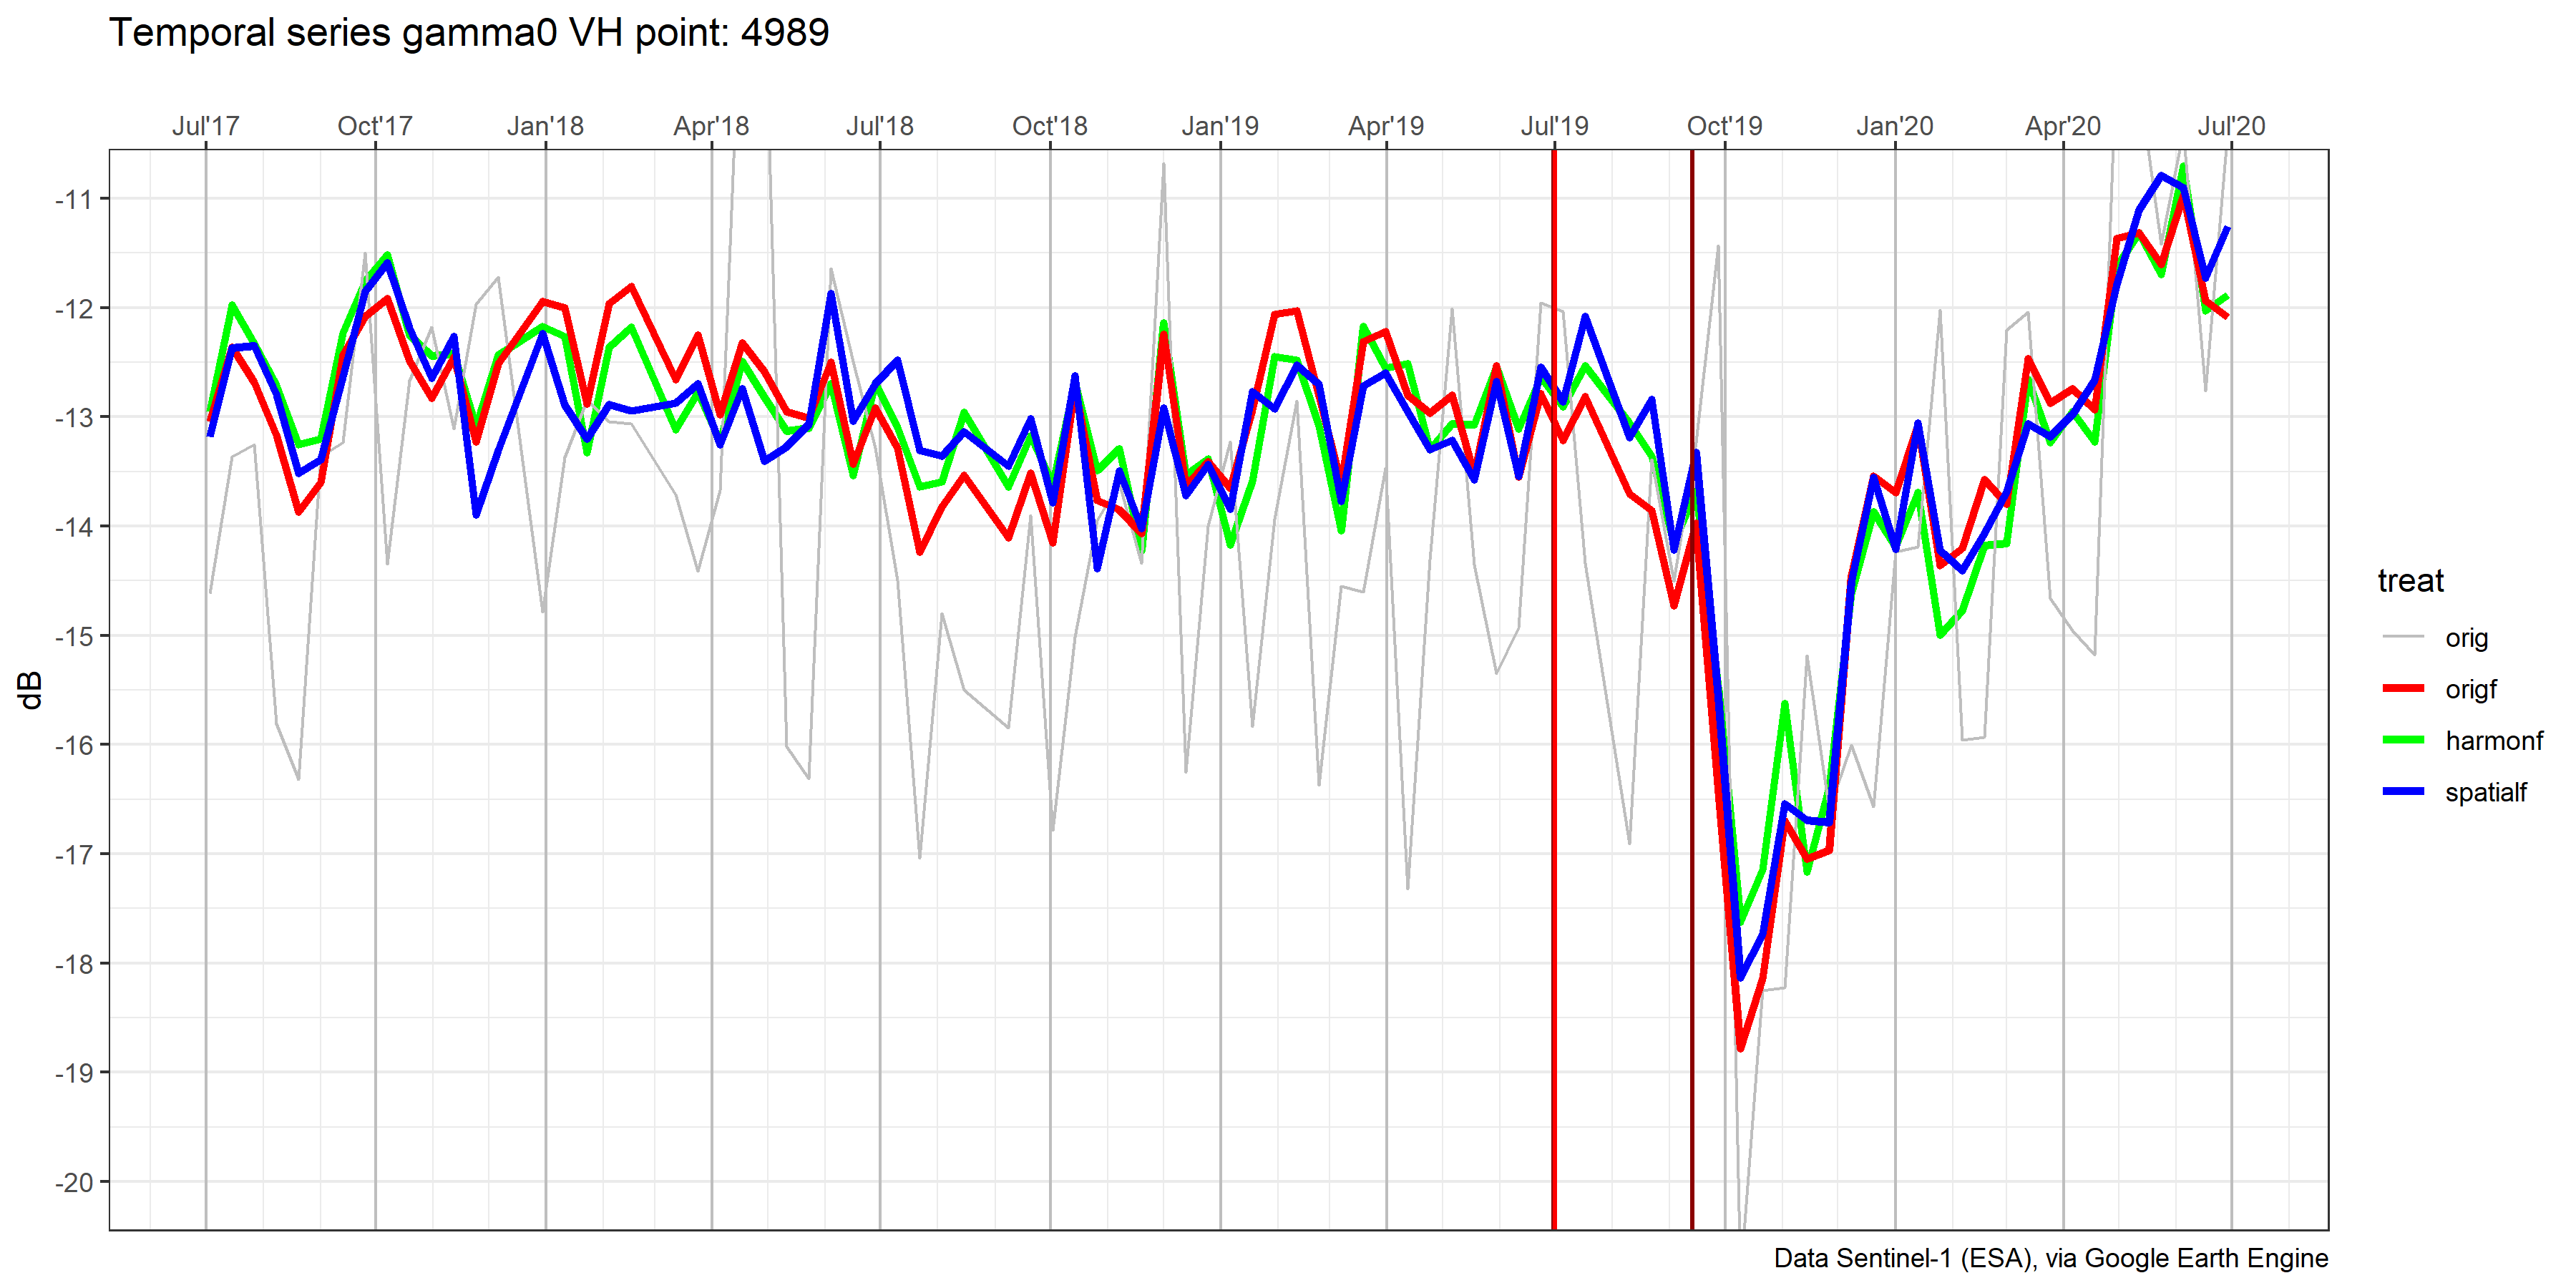 Temporal series gamma0 VH point: 4989
Jul'17 Oct'17 Jan'18 Apr'18 Jul'18 Oct'18 Jan'19 Apr'19 Jul'19 Oct'19 Jan'20 Apr'20 Jul'20
-11
-12
-13
-14
-15
-16
-17
-18
-19
-20
dB
treat
orig
origf
harmonf
spatialf
Data Sentinel-1 (ESA), via Google Earth Engine